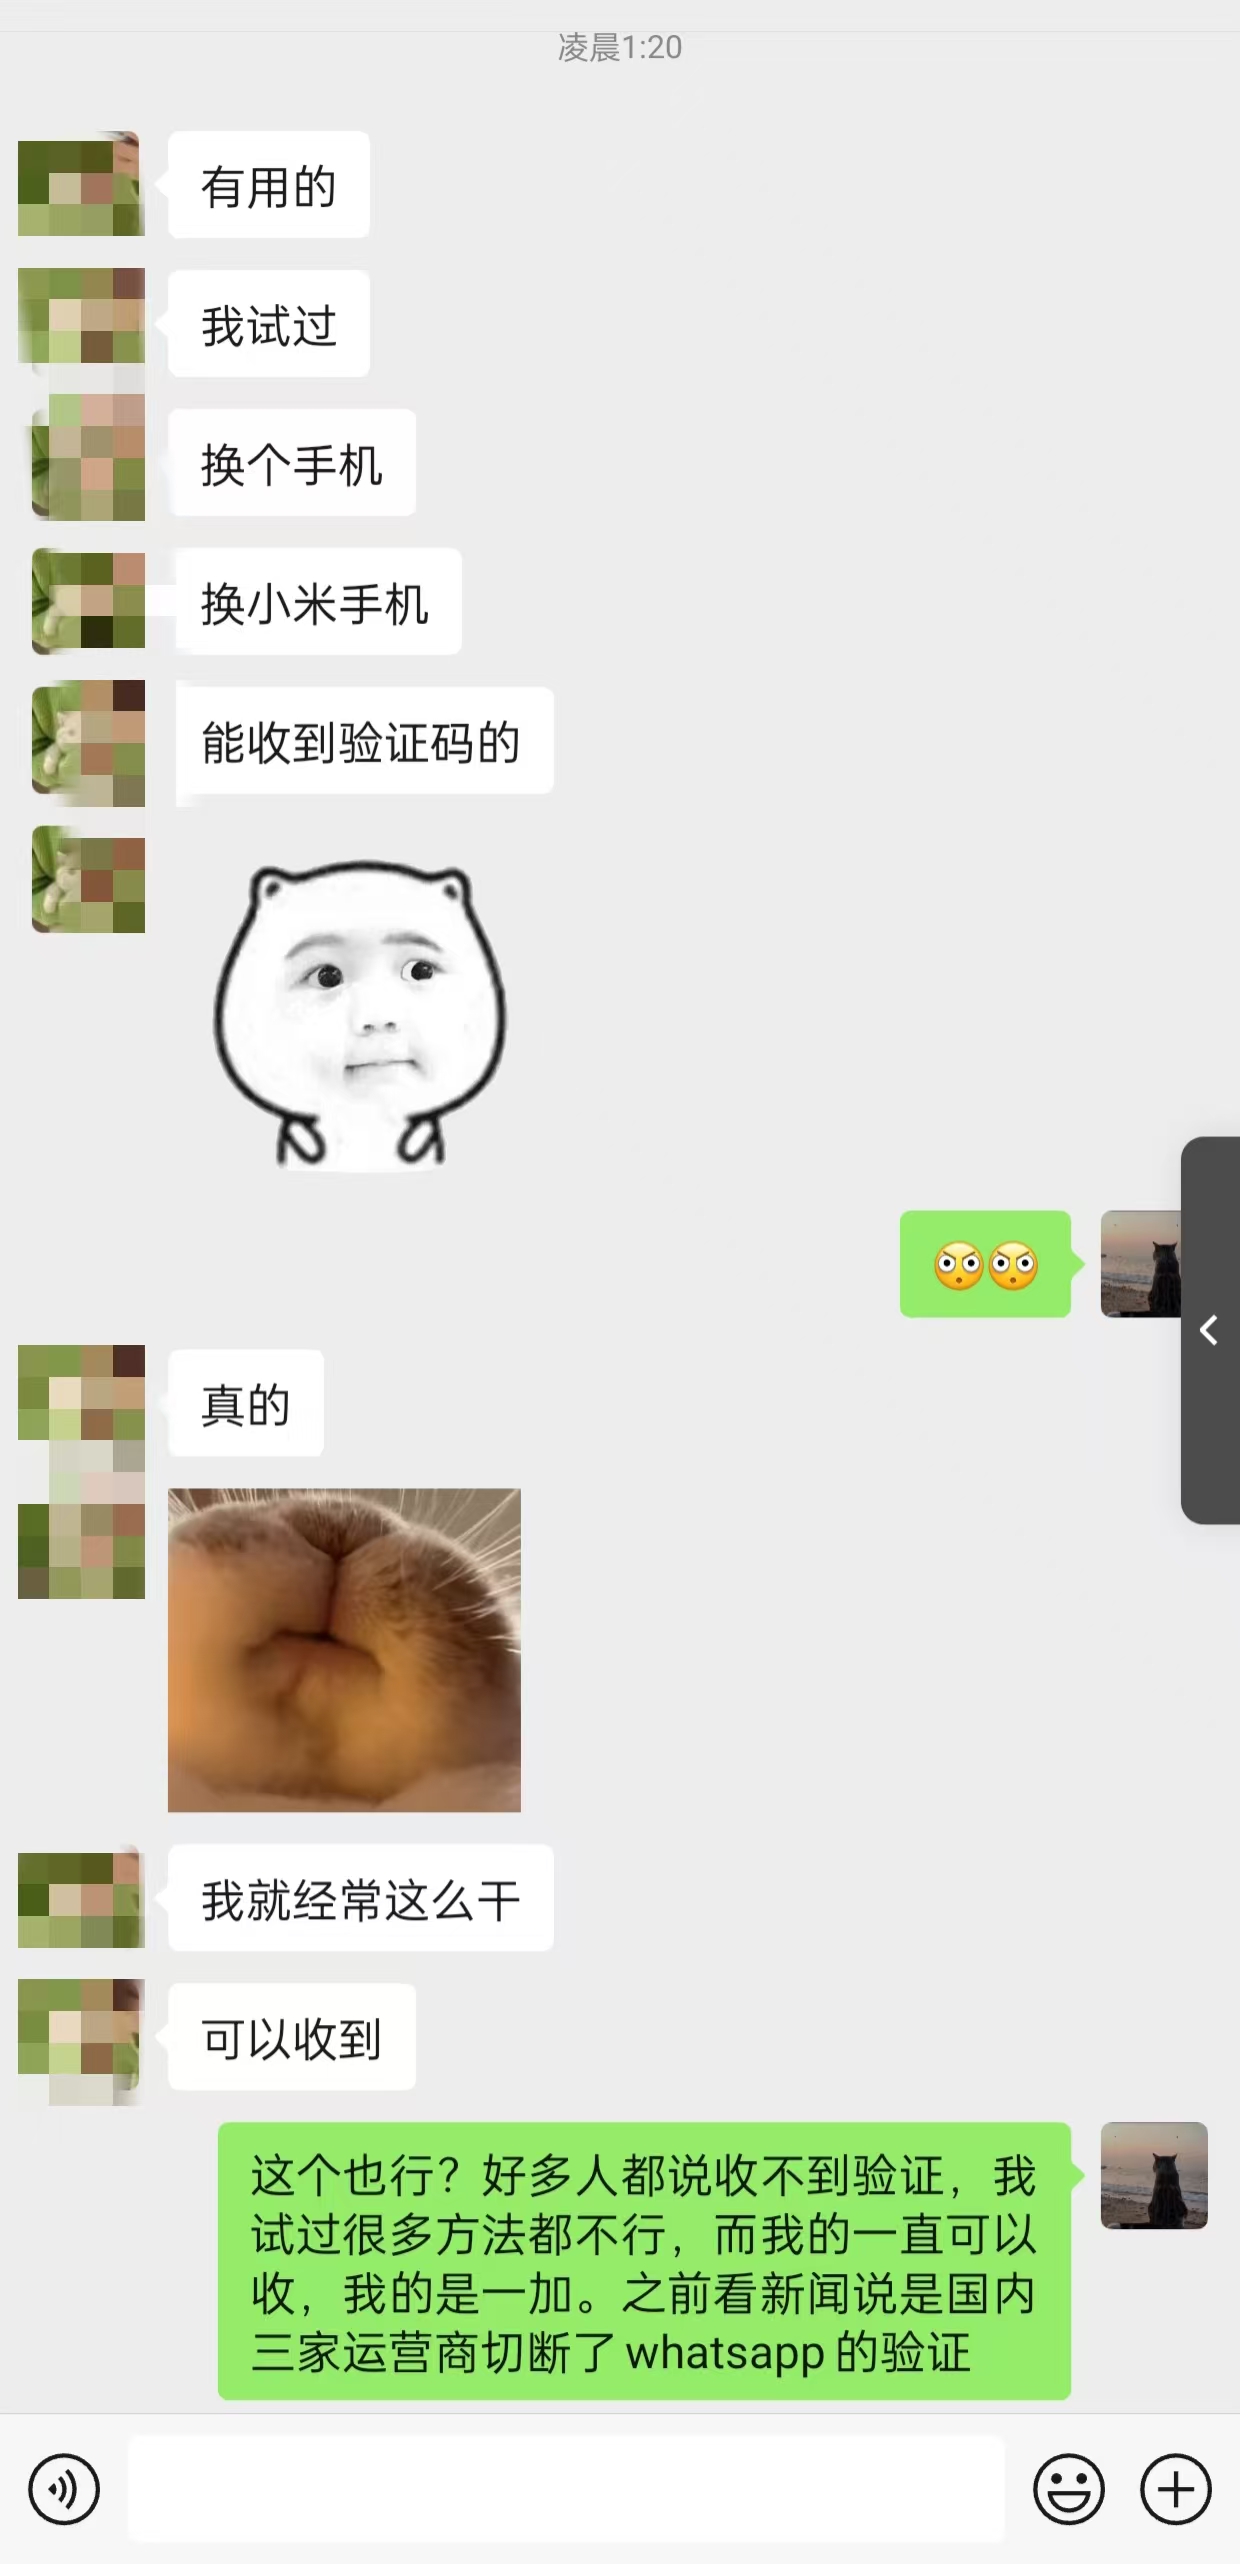 凌晨1:20
有用的
我试过
换个手机
换小米手机
能收到验证码的
真的
我就经常这么干
可以收到
这个也行？好多人都说收不到验证，我
试过很多方法都不行，而我的一直可以
收，我的是一加。之前看新闻说是国内
三家运营商切断了whatsapp的验证